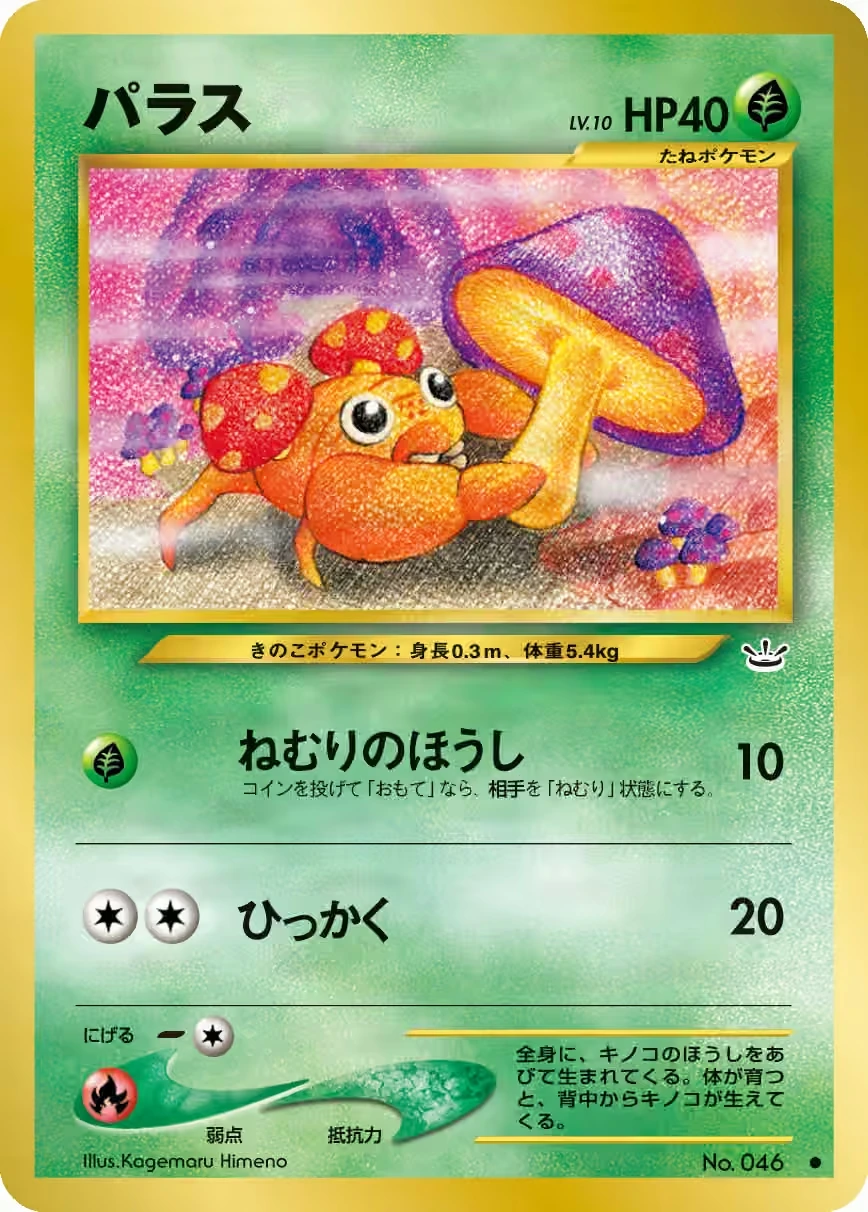 パラス
LV.10 HP40
たねポケモン
きのこポケモン：身長0.3m、体重5.4kg
ねむりのほうし 10
コインを投げて「おもて」なら、相手を「ねむり」状態にする。
ひっかく 20
にげる
全身に、キノコのほうしをあ
びて生まれてくる。体が育つ
と、背中からキノコが生えて
くる。
弱点 抵抗力
Illus.Kagemaru Himeno
No. 046